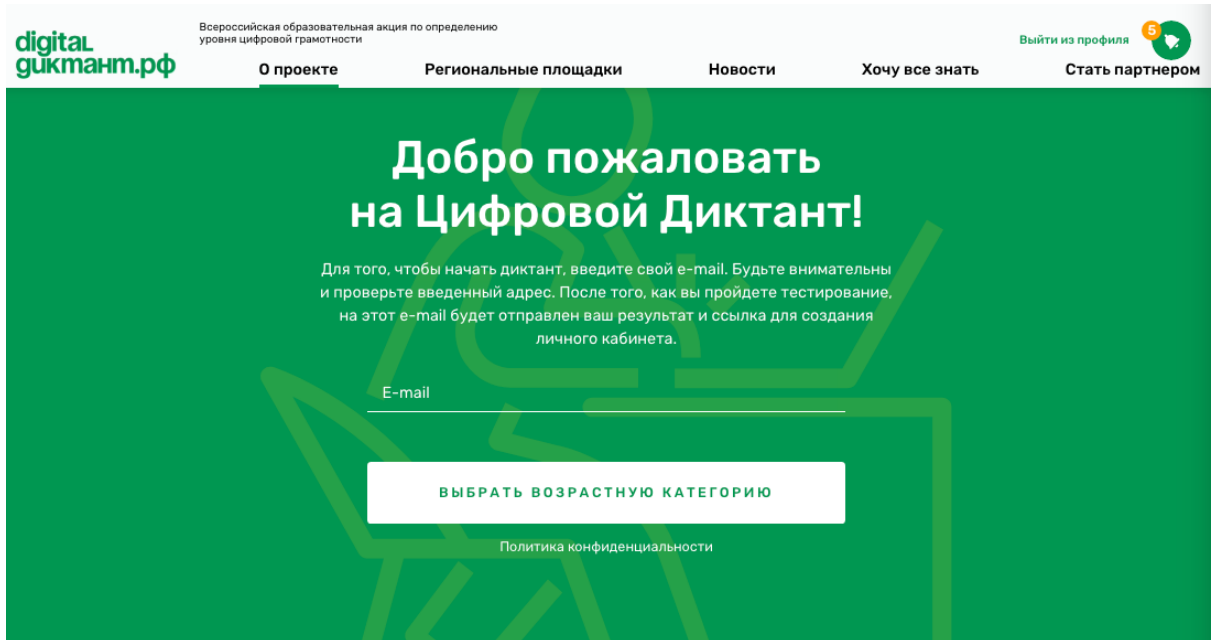 digital
диктант.рф
Всероссийская образовательная акция по определению
уровня цифровой грамотности
Выйти из профиля
5
О проекте Региональные площадки Новости Хочу все знать Стать партнером
Добро пожаловать
на Цифровой Диктант!
Для того, чтобы начать диктант, введите свой e-mail. Будьте внимательны
и проверьте введенный адрес. После того, как вы пройдете тестирование,
на этот e-mail будет отправлен ваш результат и ссылка для создания
личного кабинета.
E-mail
ВЫБРАТЬ ВОЗРАСТНУЮ КАТЕГОРИЮ
Политика конфиденциальности